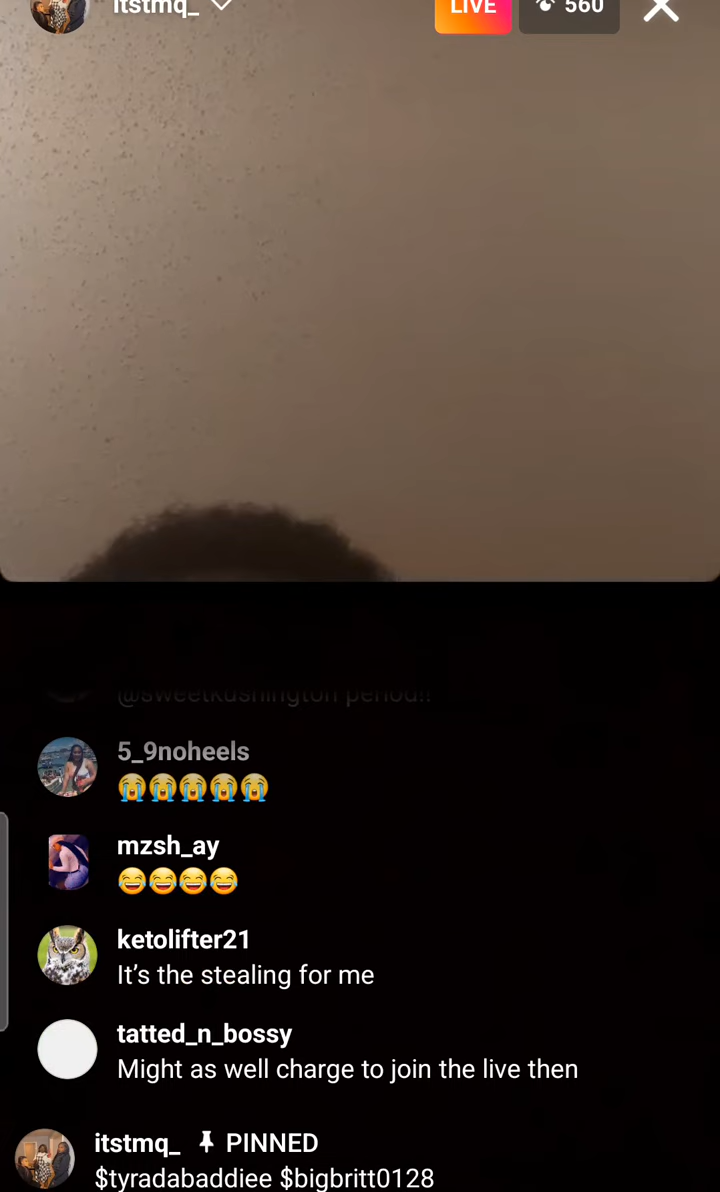 itstmq_
LIVE 560
@sweetkushington period!!
5_9noheels
😭😭😭😭😭
mzsh_ay
😂😂😂😂
ketolifter21
It’s the stealing for me
tatted_n_bossy
Might as well charge to join the live then
itstmq_ PINNED
$tyradabaddiee $bigbritt0128